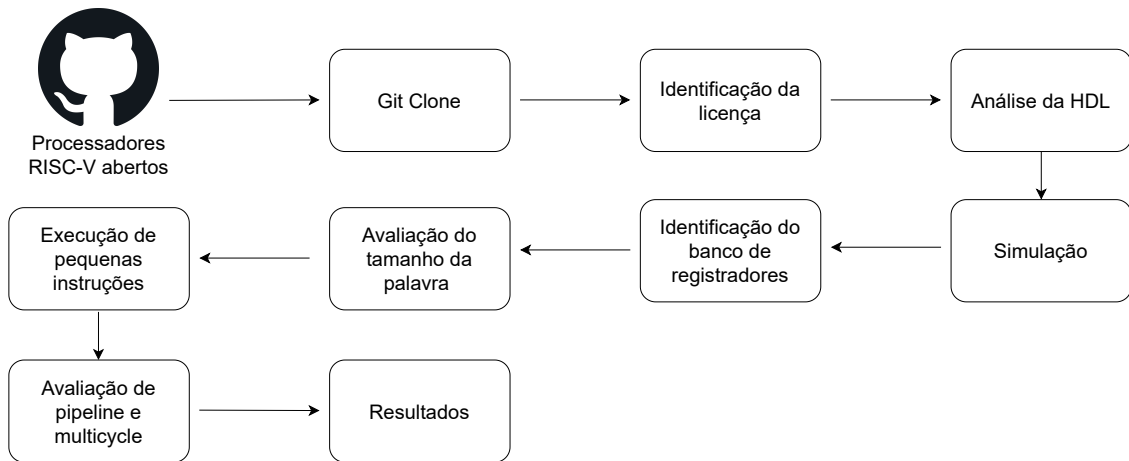 Processadores
RISC-V abertos
Git Clone
Identificação da
licença
Análise da HDL
Simulação
Identificação do
banco de
registradores
Avaliação do
tamanho da
palavra
Execução de
pequenas
instruções
Avaliação de
pipeline e
multicycle
Resultados